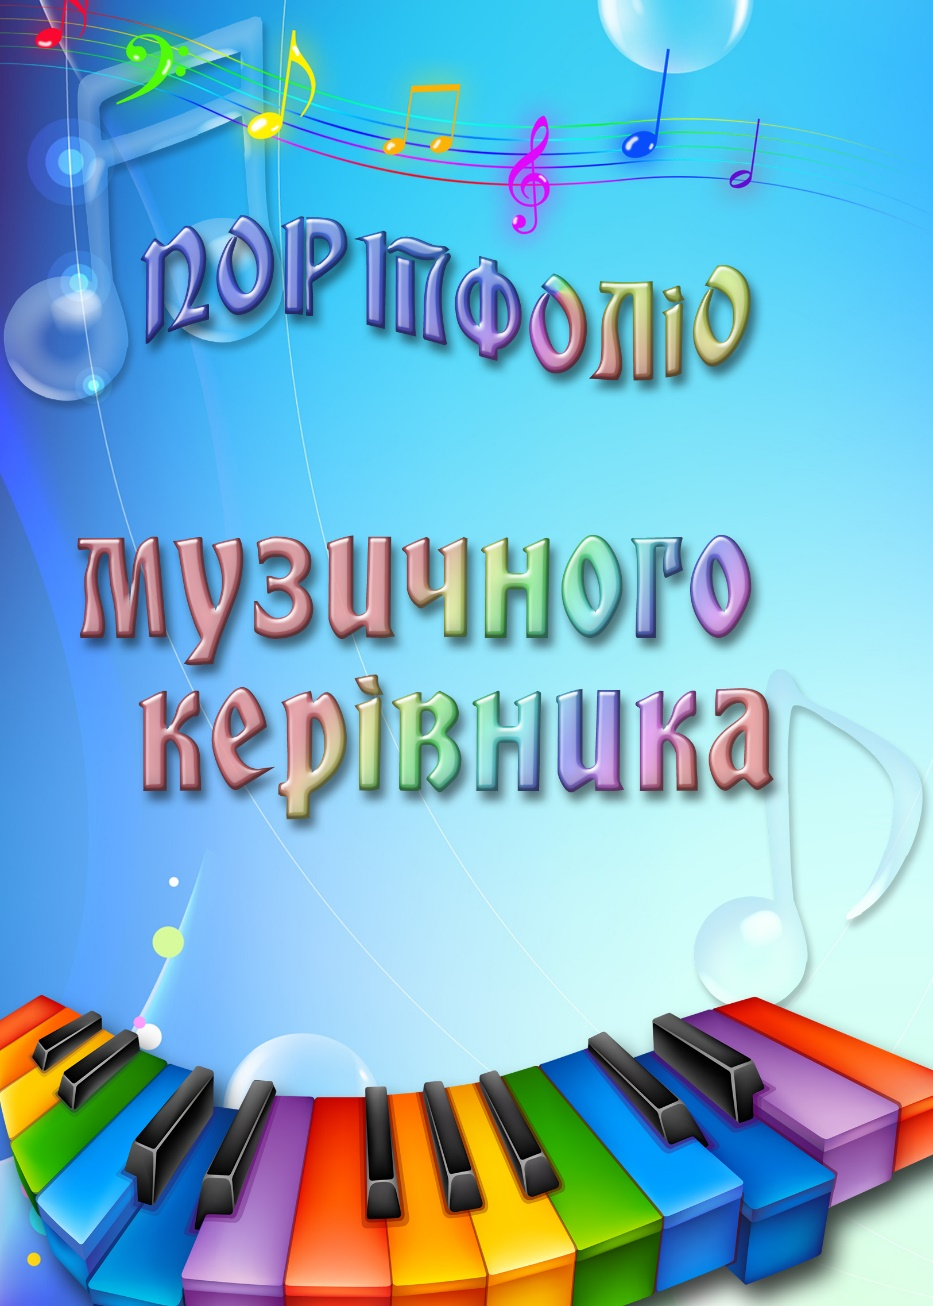 портфоліо
музичного
керівника